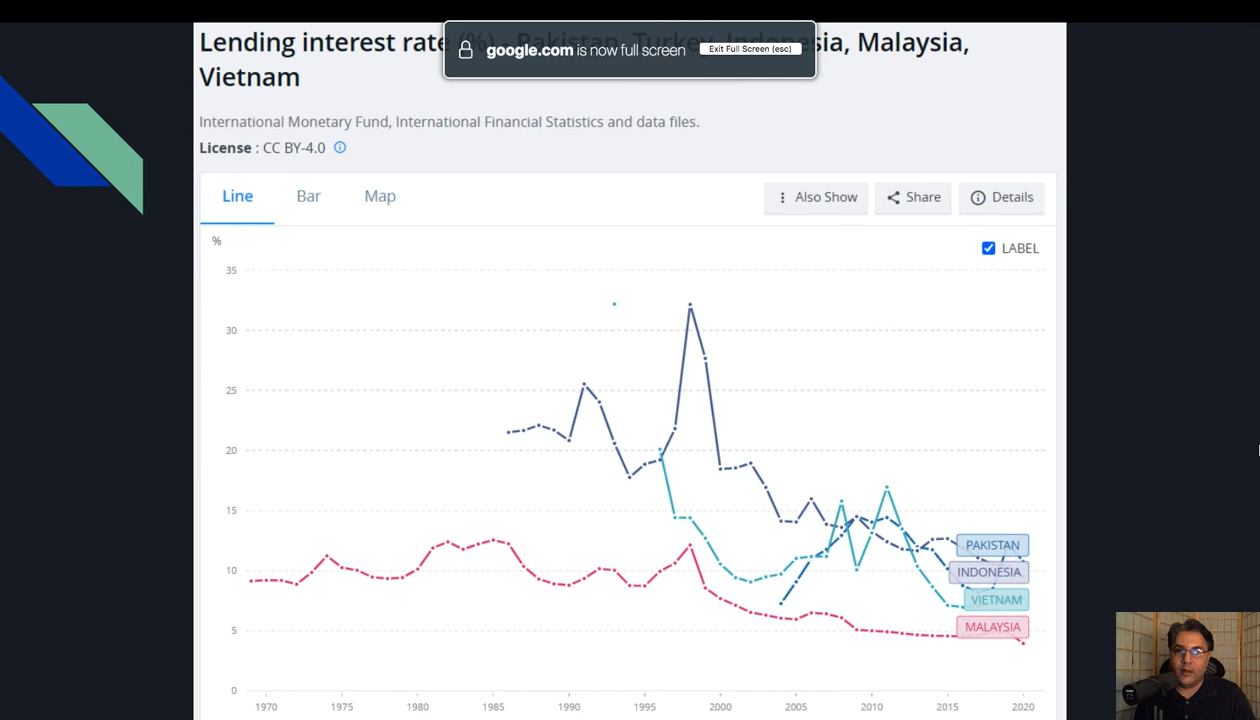 Lending interest rate (%) - Pakistan, Turkey, Indonesia, Malaysia,
Vietnam
google.com is now full screen
Exit Full Screen (esc)
International Monetary Fund, International Financial Statistics and data files.
License : CC BY-4.0
Line
Bar
Map
Also Show
Share
Details
%
LABEL
35
30
25
20
15
10
5
0
PAKISTAN
INDONESIA
VIETNAM
MALAYSIA
1970 1975 1980 1985 1990 1995 2000 2005 2010 2015 2020